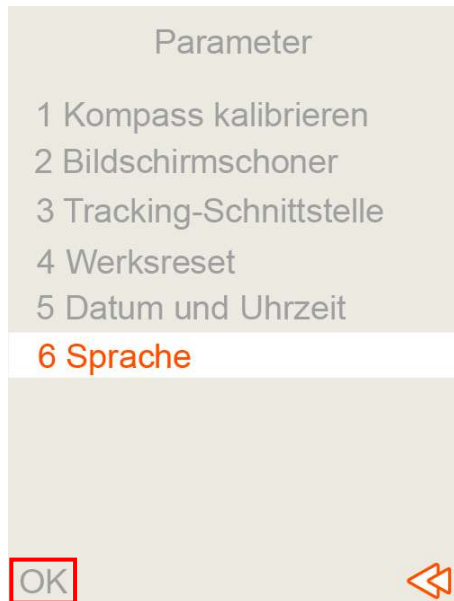 Parameter
1 Kompass kalibrieren
2 Bildschirmschoner
3 Tracking-Schnittstelle
4 Werksreset
5 Datum und Uhrzeit
6 Sprache
OK